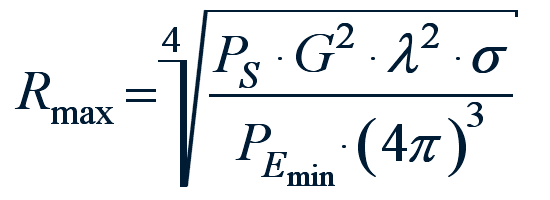 R_max = ⁴√((P_S · G² · λ² · σ) / (P_E_min · (4π)³))